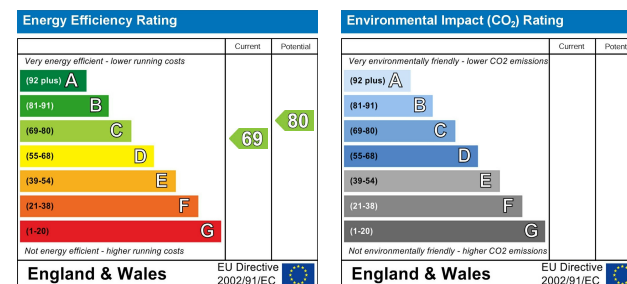 Energy Efficiency Rating
Current Potential
Very energy efficient - lower running costs
(92 plus) A
(81-91) B
(69-80) C
(55-68) D
(39-54) E
(21-38) F
(1-20) G
69
80
Not energy efficient - higher running costs
England & Wales
EU Directive
2002/91/EC
Environmental Impact (CO₂) Rating
Current Potent
Very environmentally friendly - lower CO2 emissions
(92 plus) A
(81-91) B
(69-80) C
(55-68) D
(39-54) E
(21-38) F
(1-20) G
Not environmentally friendly - higher CO2 emissions
England & Wales
EU Directive
2002/91/EC